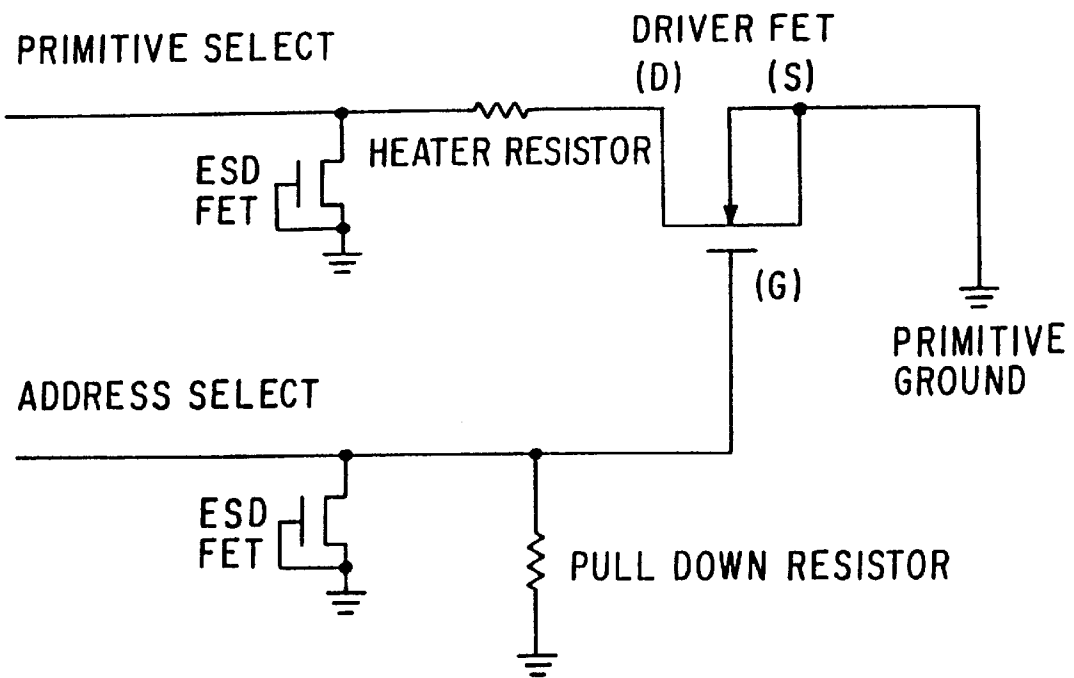 PRIMITIVE SELECT
DRIVER FET
(D)
(S)
HEATER RESISTOR
ESD
FET
(G)
PRIMITIVE
GROUND
ADDRESS SELECT
ESD
FET
PULL DOWN RESISTOR